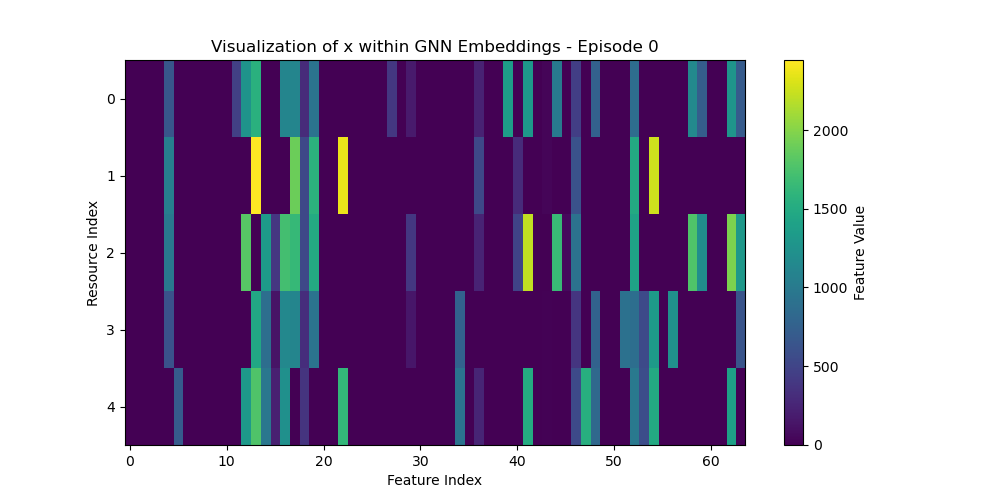 Visualization of x within GNN Embeddings - Episode 0
Resource Index
0
1
2
3
4
0 10 20 30 40 50 60
Feature Index
2000
1500
1000
500
0
Feature Value